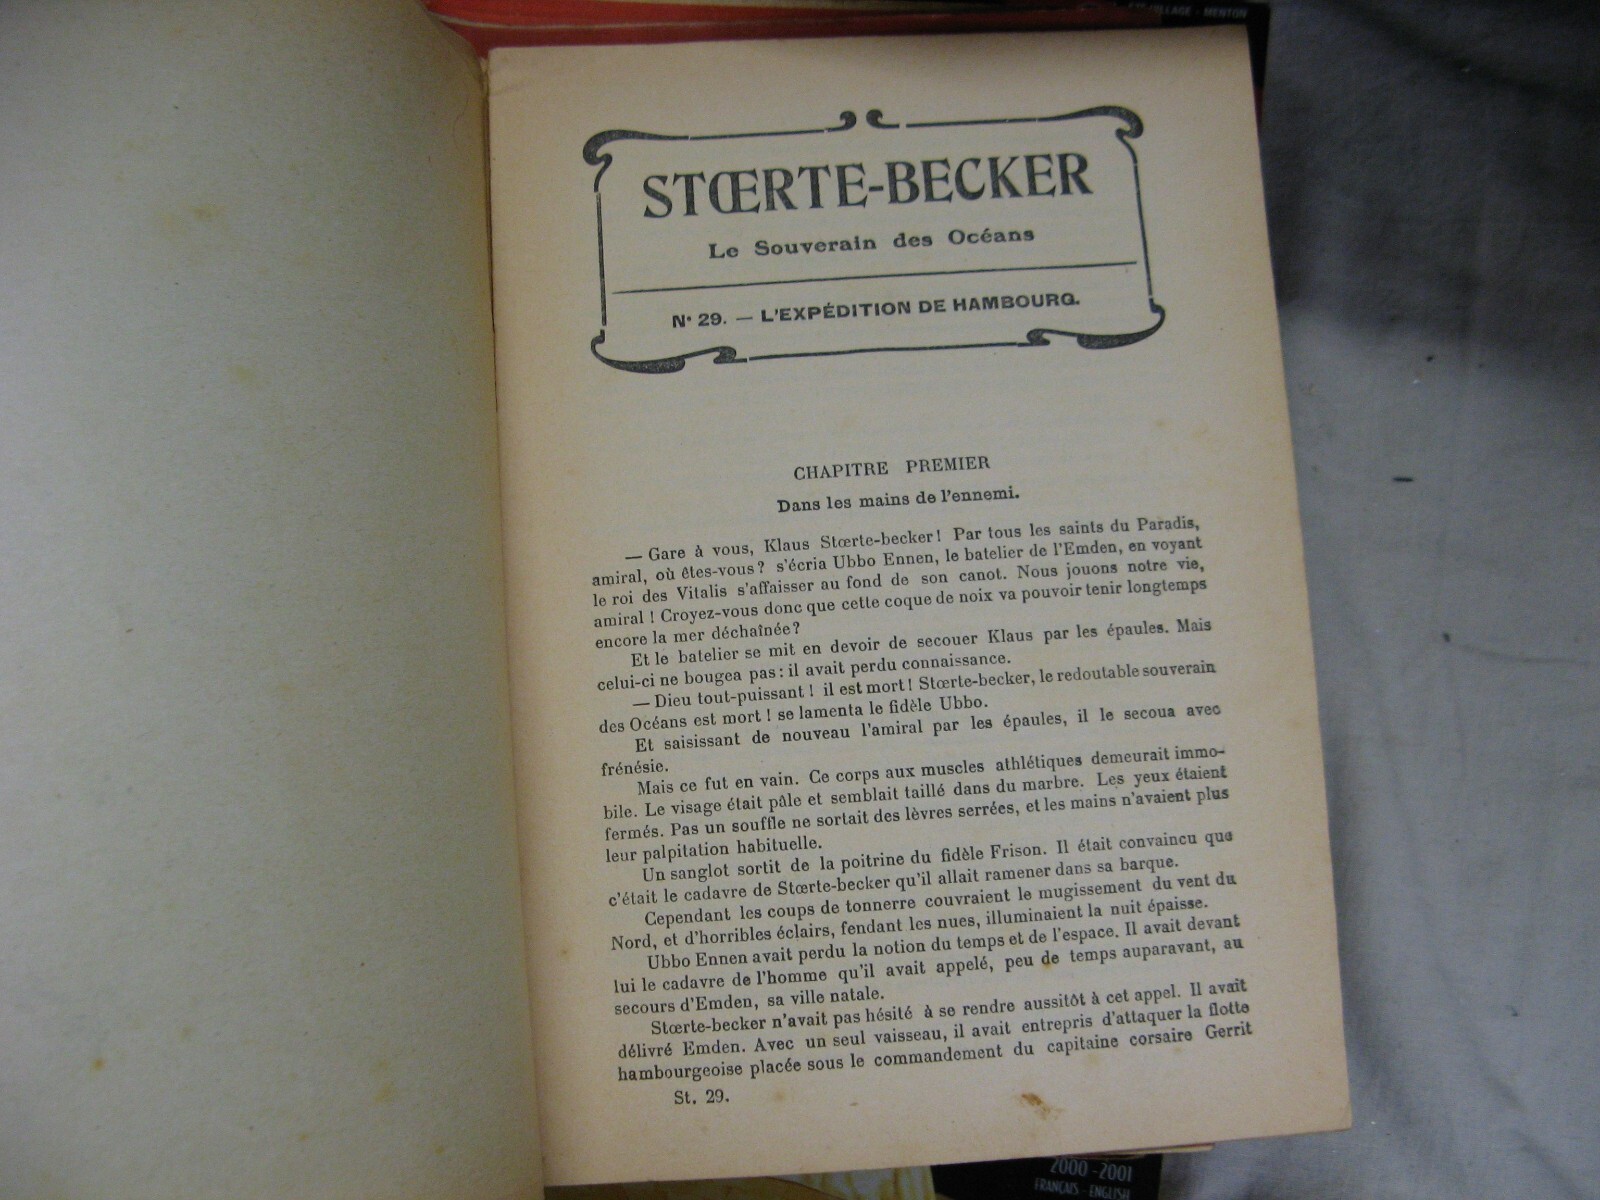 VILLAGE - MENTON
STŒRTE-BECKER
Le Souverain des Océans
N° 29. — L'EXPÉDITION DE HAMBOURG.
CHAPITRE PREMIER
Dans les mains de l'ennemi.
— Gare à vous, Klaus Stœrte-becker! Par tous les saints du Paradis,
amiral, où êtes-vous? s'écria Ubbo Ennen, le batelier de l'Emden, en voyant
le roi des Vitalis s'affaisser au fond de son canot. Nous jouons notre vie,
amiral ! Croyez-vous donc que cette coque de noix va pouvoir tenir longtemps
encore la mer déchaînée?
Et le batelier se mit en devoir de secouer Klaus par les épaules. Mais
celui-ci ne bougea pas: il avait perdu connaissance.
— Dieu tout-puissant ! il est mort! Stœrte-becker, le redoutable souverain
des Océans est mort ! se lamenta le fidèle Ubbo.
Et saisissant de nouveau l'amiral par les épaules, il le secoua avec
frénésie.
Mais ce fut en vain. Ce corps aux muscles athlétiques demeurait immo-
bile. Le visage était pâle et semblait taillé dans du marbre. Les yeux étaient
fermés. Pas un souffle ne sortait des lèvres serrées, et les mains n'avaient plus
leur palpitation habituelle.
Un sanglot sortit de la poitrine du fidèle Frison. Il était convaincu que
c'était le cadavre de Stœrte-becker qu'il allait ramener dans sa barque.
Cependant les coups de tonnerre couvraient le mugissement du vent du
Nord, et d'horribles éclairs, fendant les nues, illuminaient la nuit épaisse.
Ubbo Ennen avait perdu la notion du temps et de l'espace. Il avait devant
lui le cadavre de l'homme qu'il avait appelé, peu de temps auparavant, au
secours d'Emden, sa ville natale.
Stœrte-becker n'avait pas hésité à se rendre aussitôt à cet appel. Il avait
délivré Emden. Avec un seul vaisseau, il avait entrepris d'attaquer la flotte
hambourgeoise placée sous le commandement du capitaine corsaire Gerrit
St. 29.
2000-2001
FRANÇAIS - ENGLISH